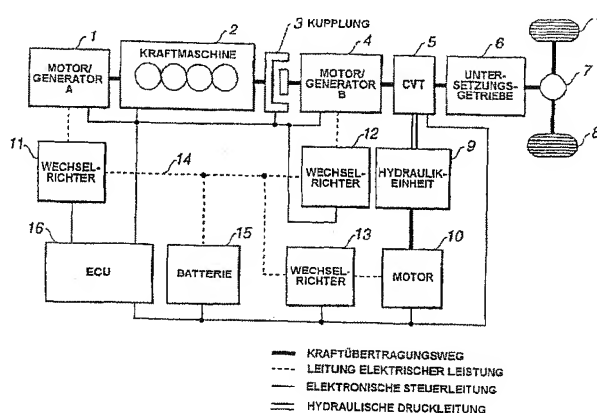 1
2
3 KUPPLUNG
4
5
6
MOTOR/
GENERATOR
A
KRAFTMASCHINE
MOTOR/
GENERATOR
B
CVT
UNTER-
SETZUNGS-
GETRIEBE
7
8
11
WECHSEL-
RICHTER
14
12
WECHSEL-
RICHTER
9
HYDRAULIK-
EINHEIT
16
ECU
15
BATTERIE
13
WECHSEL-
RICHTER
10
MOTOR
KRAFTÜBERTRAGUNGSWEG
LEITUNG ELEKTRISCHER LEISTUNG
ELEKTRONISCHE STEUERLEITUNG
HYDRAULISCHE DRUCKLEITUNG